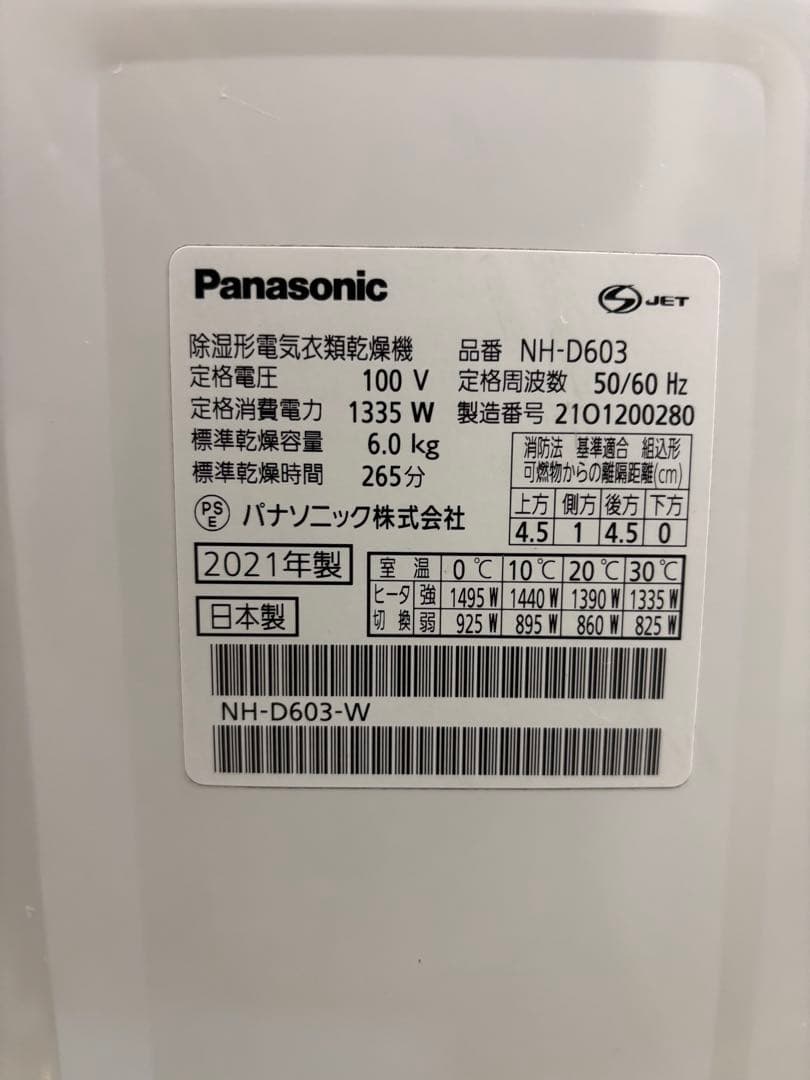 Panasonic
S JET
除湿形電気衣類乾燥機 品番 NH-D603
定格電圧 100 V 定格周波数 50/60 Hz
定格消費電力 1335 W 製造番号 21O1200280
標準乾燥容量 6.0 kg
標準乾燥時間 265分
消防法 基準適合 組込形
可燃物からの離隔距離(cm)
上方 側方 後方 下方
4.5 1 4.5 0
PS
E パナソニック株式会社
2021年製
日本製
室温 0℃ 10℃ 20℃ 30℃
ヒータ 強 1495 W 1440 W 1390 W 1335 W
切換 弱 925 W 895 W 860 W 825 W
NH-D603-W